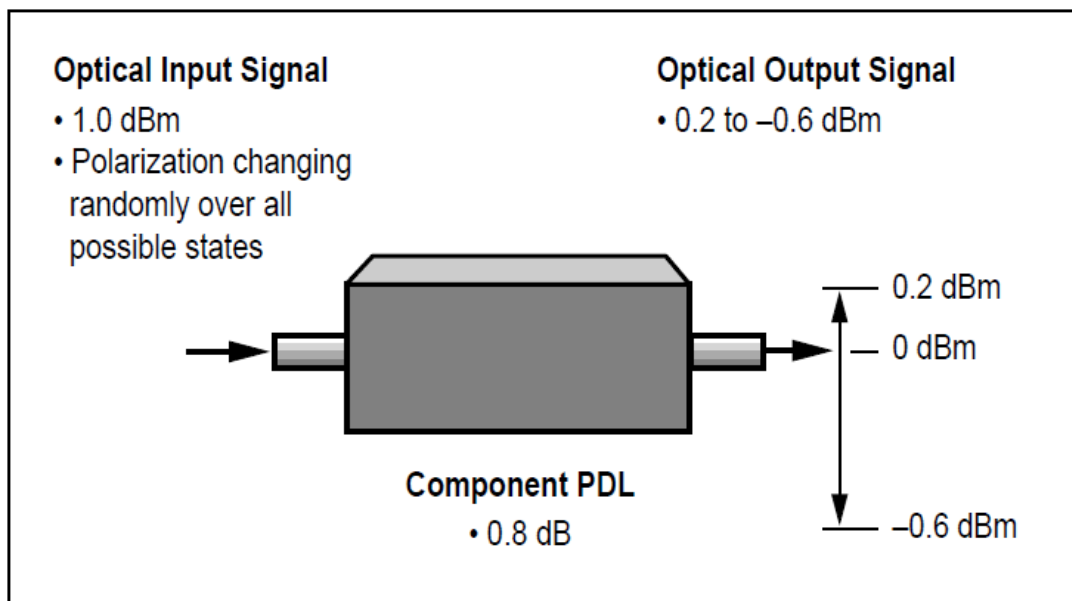 Optical Input Signal
• 1.0 dBm
• Polarization changing
randomly over all
possible states
Optical Output Signal
• 0.2 to –0.6 dBm
0.2 dBm
0 dBm
–0.6 dBm
Component PDL
• 0.8 dB